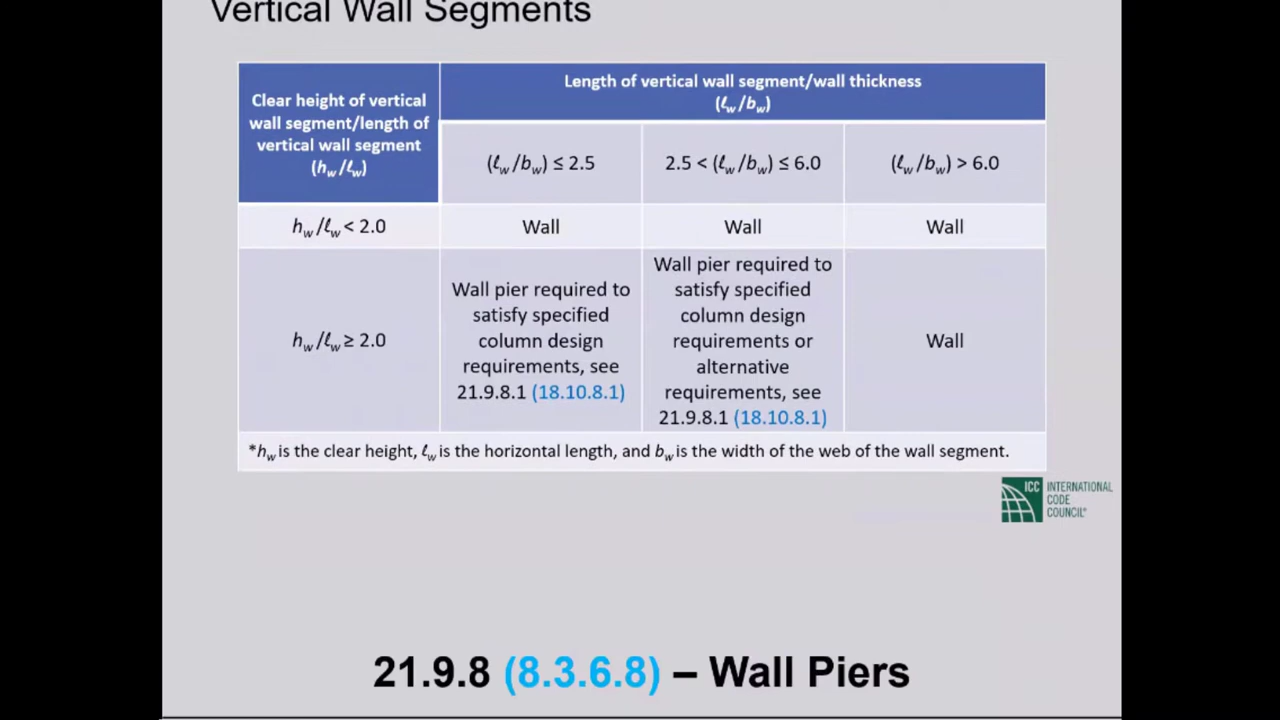 Vertical Wall Segments
Length of vertical wall segment/wall thickness
(ℓw/bw)
Clear height of vertical
wall segment/length of
vertical wall segment
(hw/ℓw)
(ℓw/bw) ≤ 2.5
2.5 < (ℓw/bw) ≤ 6.0
(ℓw/bw) > 6.0
hw/ℓw < 2.0
Wall
Wall
Wall
hw/ℓw ≥ 2.0
Wall pier required to
satisfy specified
column design
requirements, see
21.9.8.1 (18.10.8.1)
Wall pier required to
satisfy specified
column design
requirements or
alternative
requirements, see
21.9.8.1 (18.10.8.1)
Wall
*hw is the clear height, ℓw is the horizontal length, and bw is the width of the web of the wall segment.
ICC INTERNATIONAL
CODE
COUNCIL®
21.9.8 (8.3.6.8) – Wall Piers